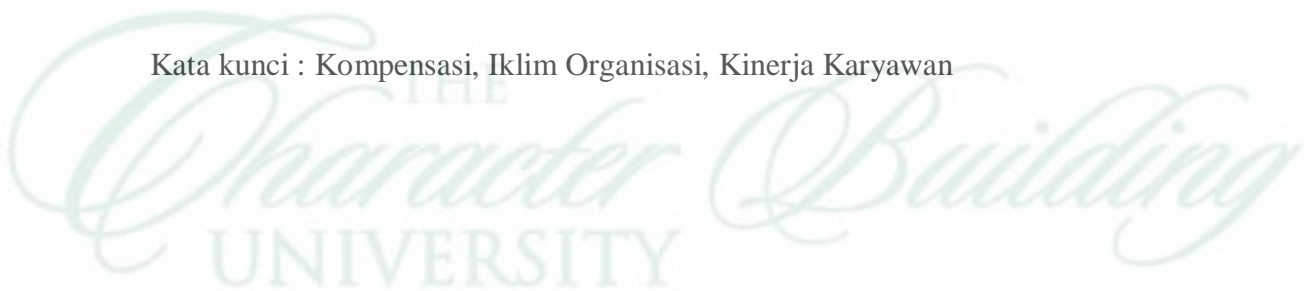 Kata kunci : Kompensasi, Iklim Organisasi, Kinerja Karyawan
THE
Character Building
UNIVERSITY